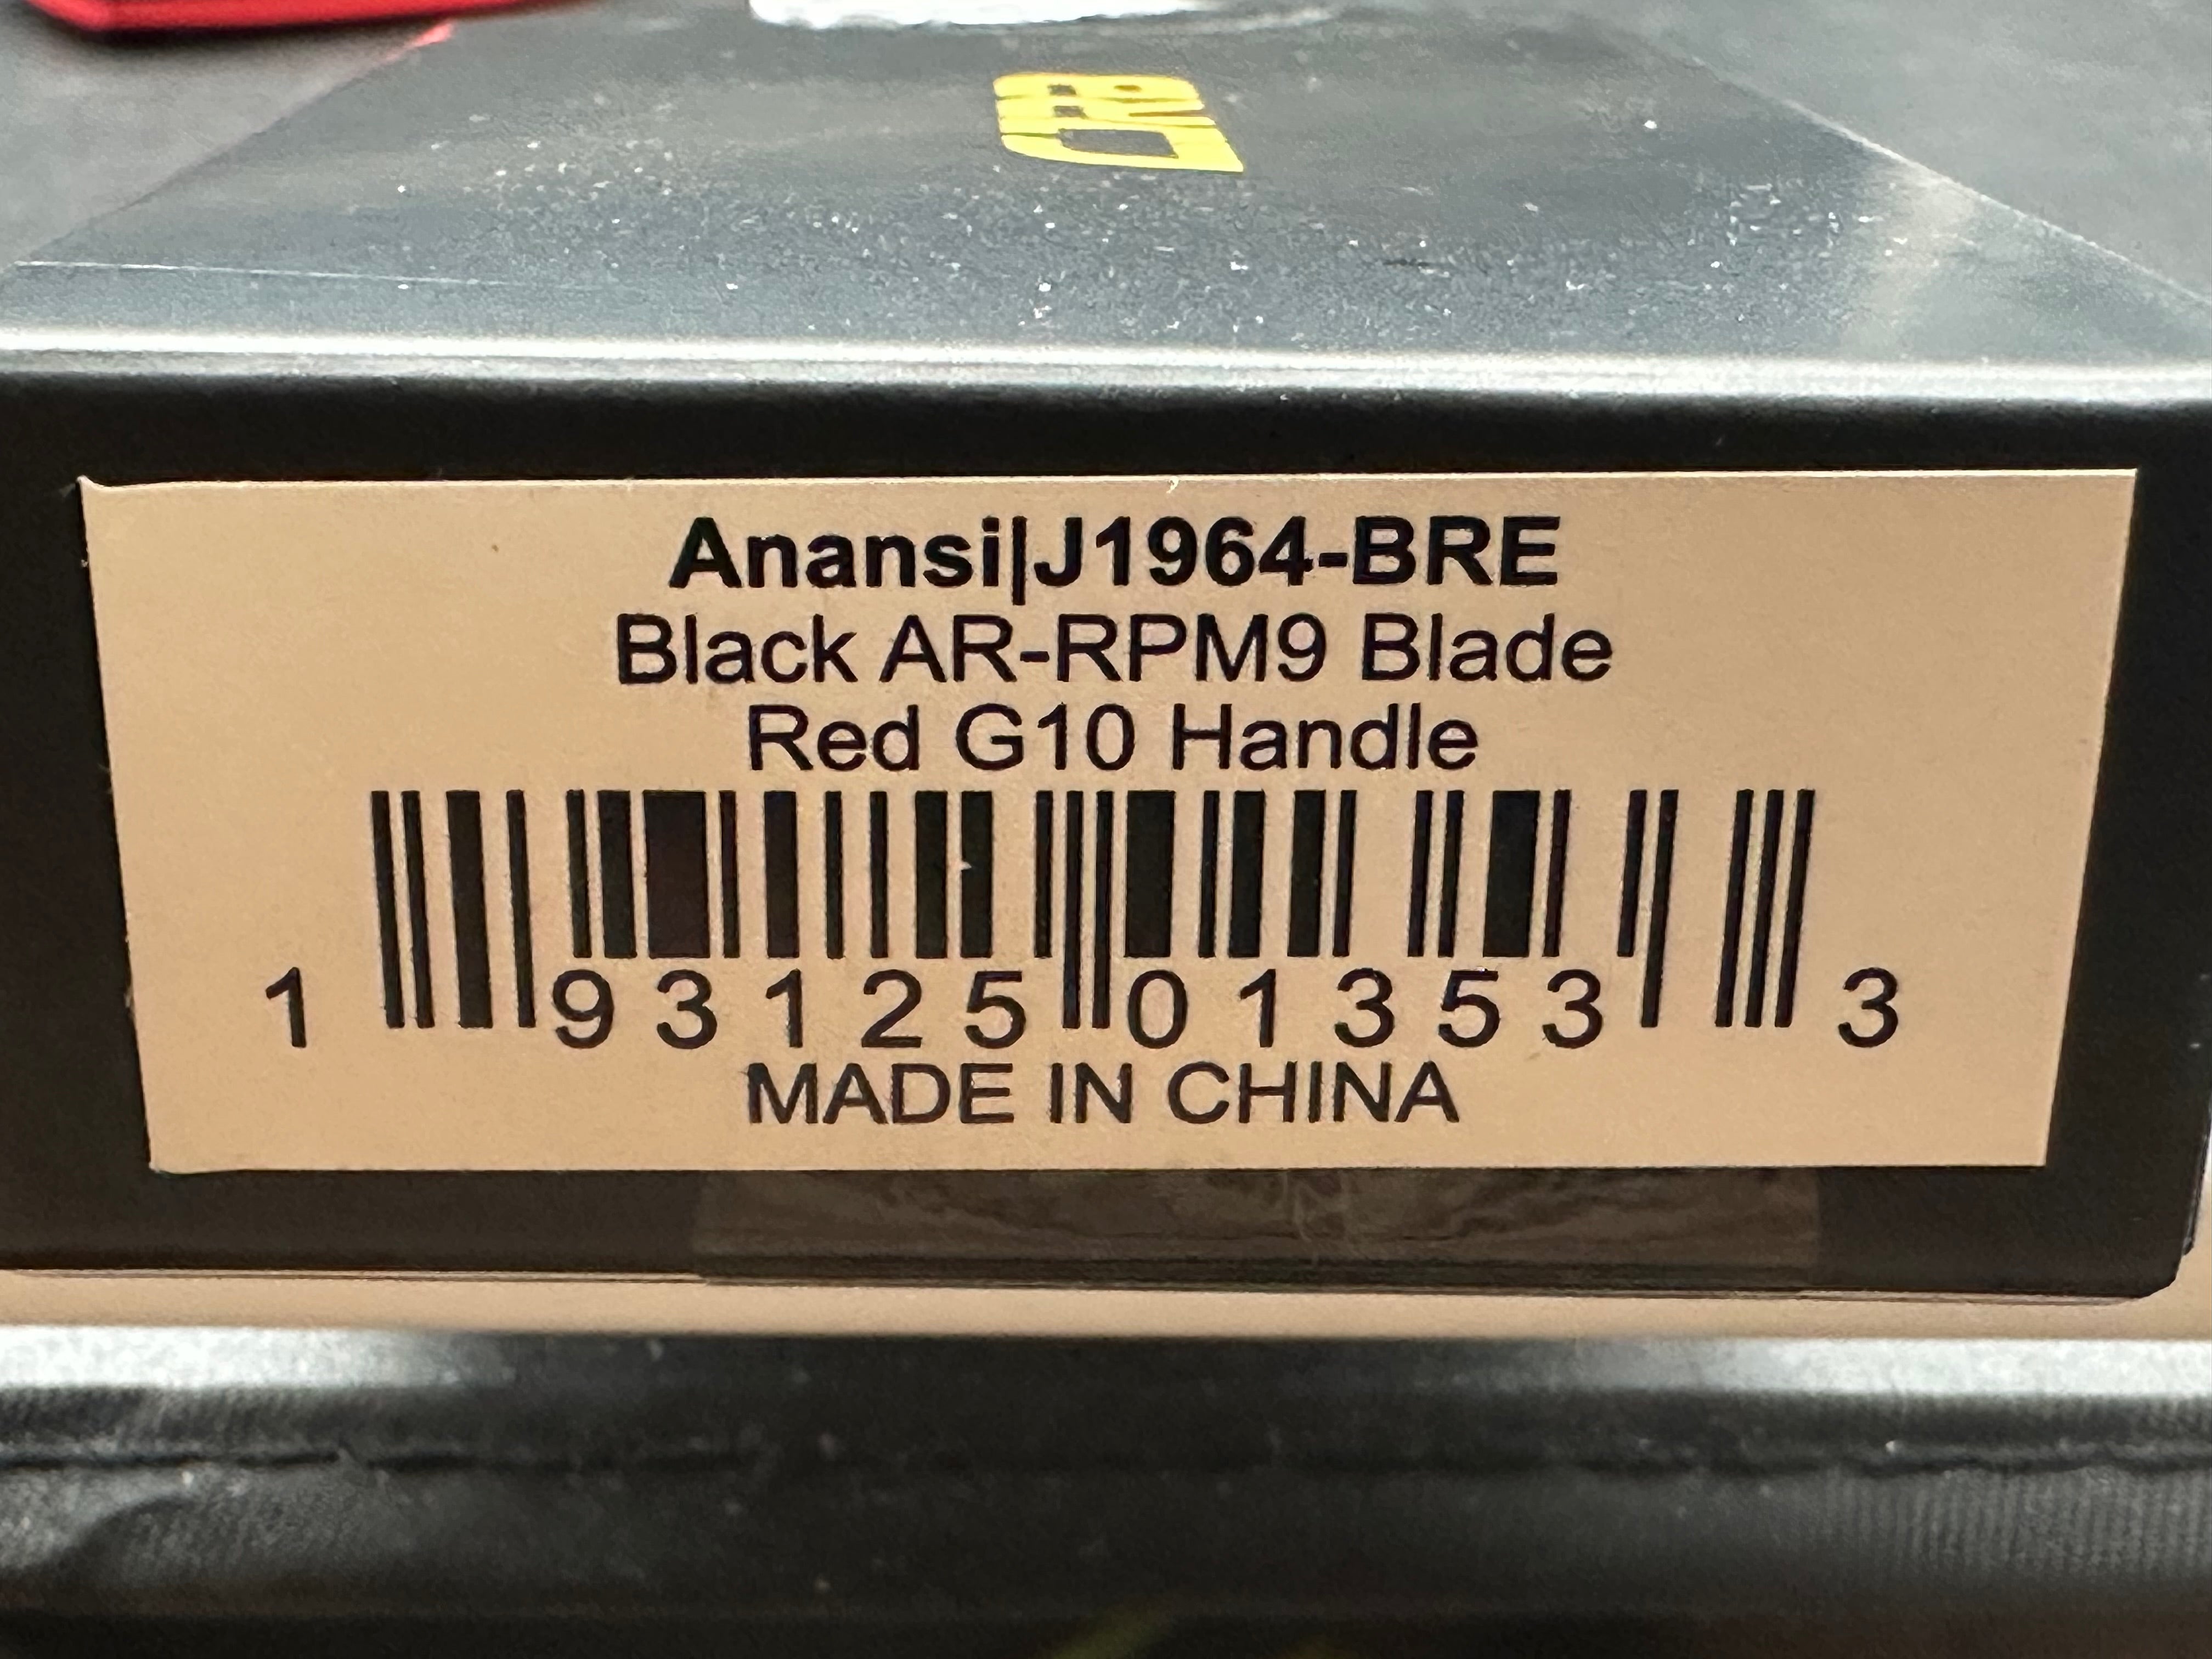 Anansi|J1964-BRE
Black AR-RPM9 Blade
Red G10 Handle
1 93125 01353 3
MADE IN CHINA